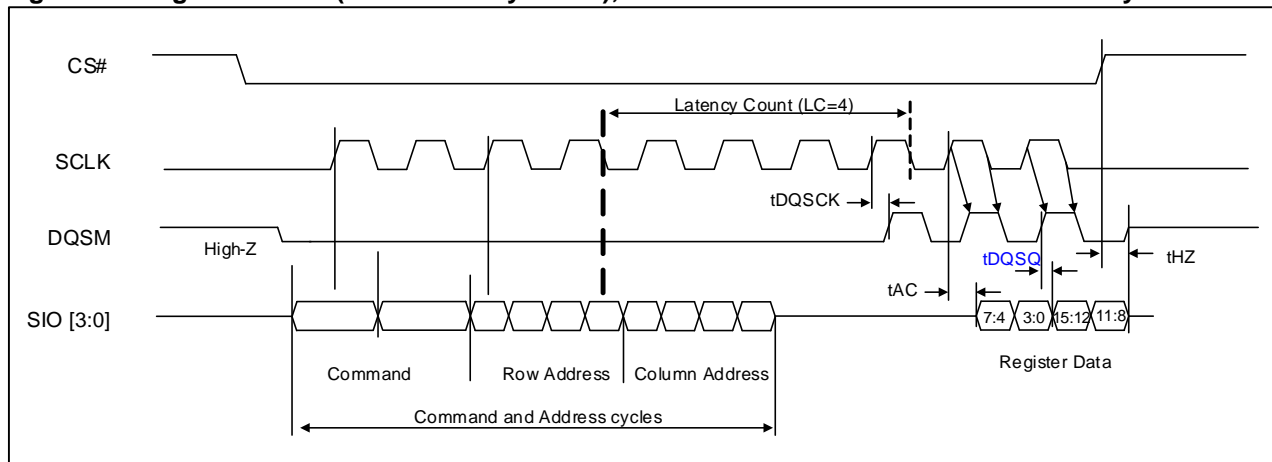 CS#
Latency Count (LC=4)
SCLK
tDQSCK
DQSM
High-Z
tDQSQ
tHZ
tAC
SIO [3:0]
7:4 3:0 15:12 11:8
Command Row Address Column Address Register Data
Command and Address cycles